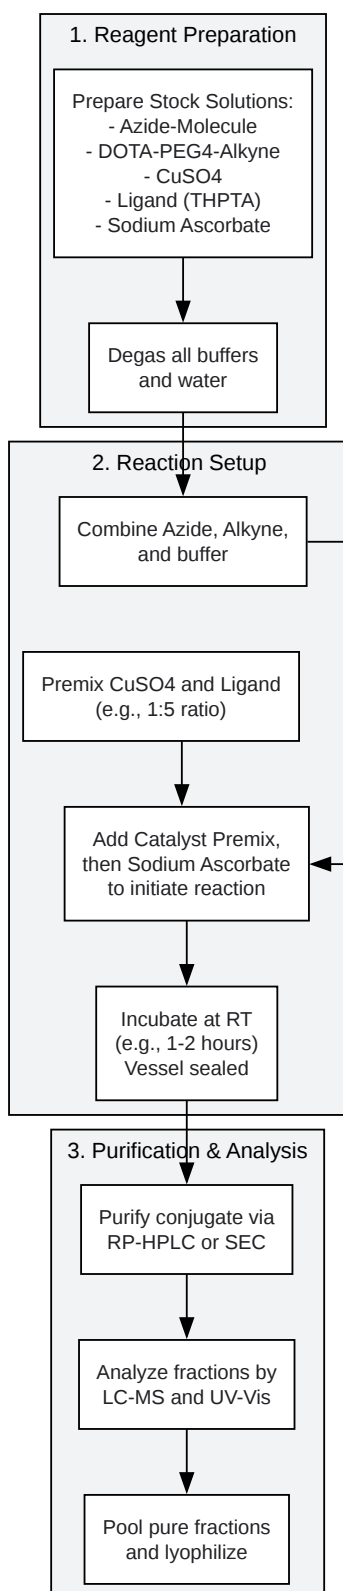 1. Reagent Preparation
Prepare Stock Solutions:
- Azide-Molecule
- DOTA-PEG4-Alkyne
- CuSO4
- Ligand (THPTA)
- Sodium Ascorbate
Degas all buffers
and water
2. Reaction Setup
Combine Azide, Alkyne,
and buffer
Premix CuSO4 and Ligand
(e.g., 1:5 ratio)
Add Catalyst Premix,
then Sodium Ascorbate
to initiate reaction
Incubate at RT
(e.g., 1-2 hours)
Vessel sealed
3. Purification & Analysis
Purify conjugate via
RP-HPLC or SEC
Analyze fractions by
LC-MS and UV-Vis
Pool pure fractions
and lyophilize